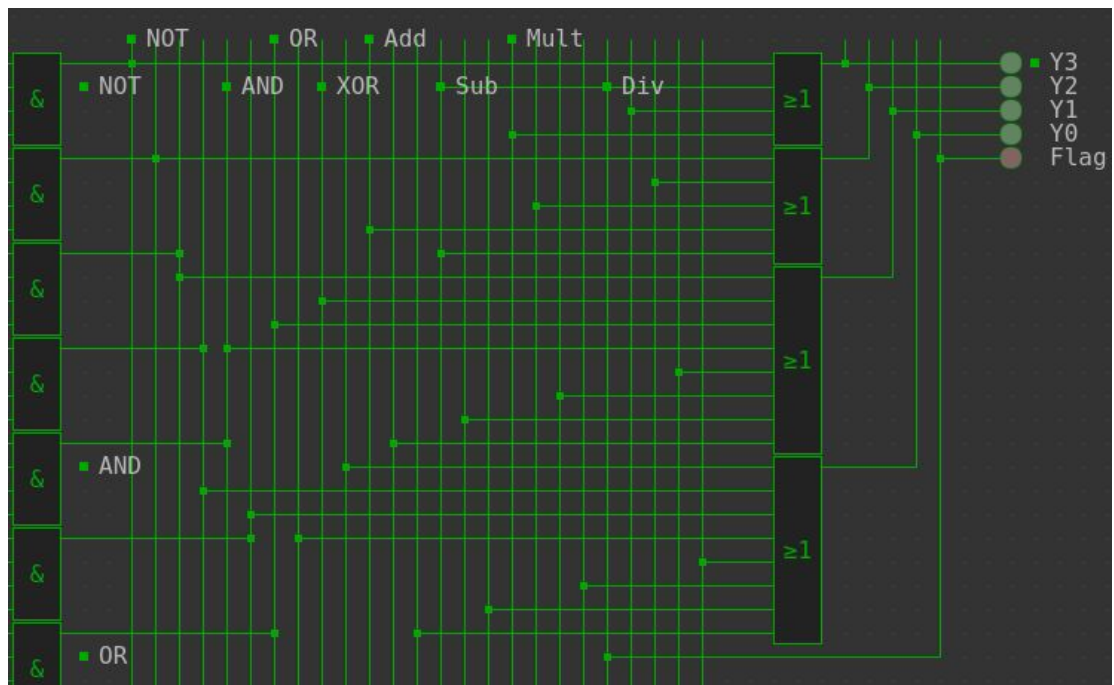 NOT OR Add Mult
Y3
NOT AND XOR Sub Div
Y2
& ≥1
Y1
Y0
Flag
& ≥1
&
& ≥1
AND
&
& ≥1
OR
&